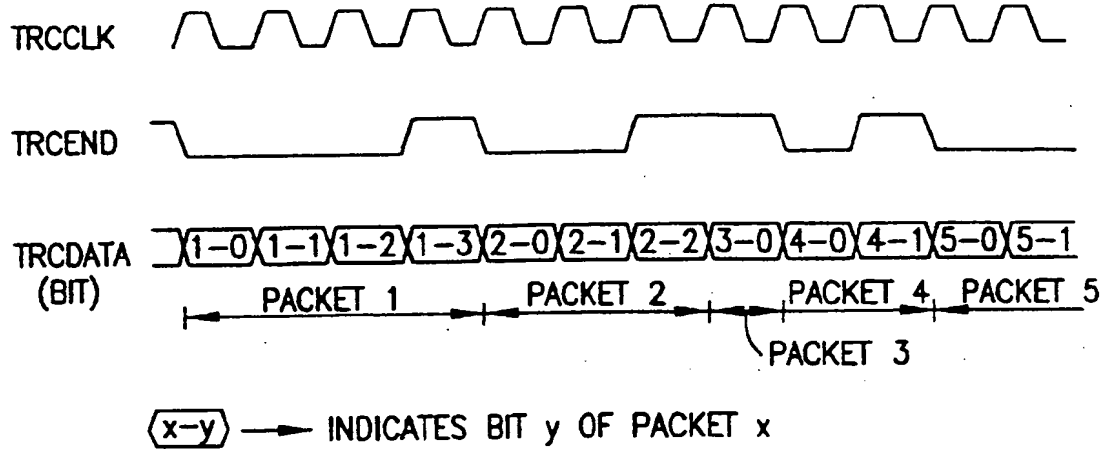 TRCCLK
TRCEND
TRCDATA
(BIT)
1-0 1-1 1-2 1-3 2-0 2-1 2-2 3-0 4-0 4-1 5-0 5-1
PACKET 1 PACKET 2 PACKET 4 PACKET 5
PACKET 3
x-y INDICATES BIT y OF PACKET x